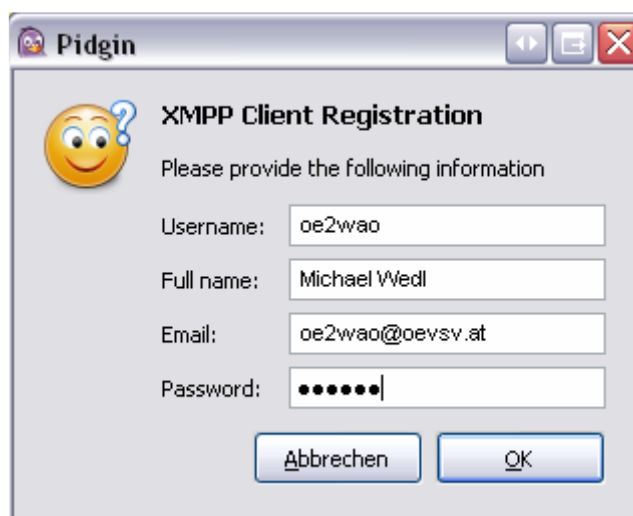 Pidgin
XMPP Client Registration
Please provide the following information
Username: oe2wao
Full name: Michael Wedl
Email: oe2wao@oevsv.at
Password: ●●●●●●
Abbrechen OK